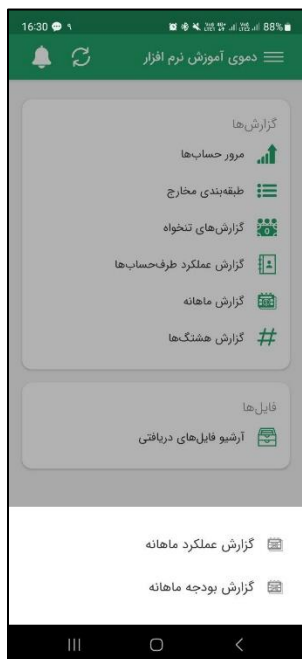 16:30 ۹ 88%
دموی آموزش نرم افزار
گزارش‌ها
مرور حساب‌ها
طبقه‌بندی مخارج
گزارش‌های تنخواه
گزارش عملکرد طرف‌حساب‌ها
گزارش ماهانه
گزارش هشتگ‌ها
فایل‌ها
آرشیو فایل‌های دریافتی
گزارش عملکرد ماهانه
گزارش بودجه ماهانه